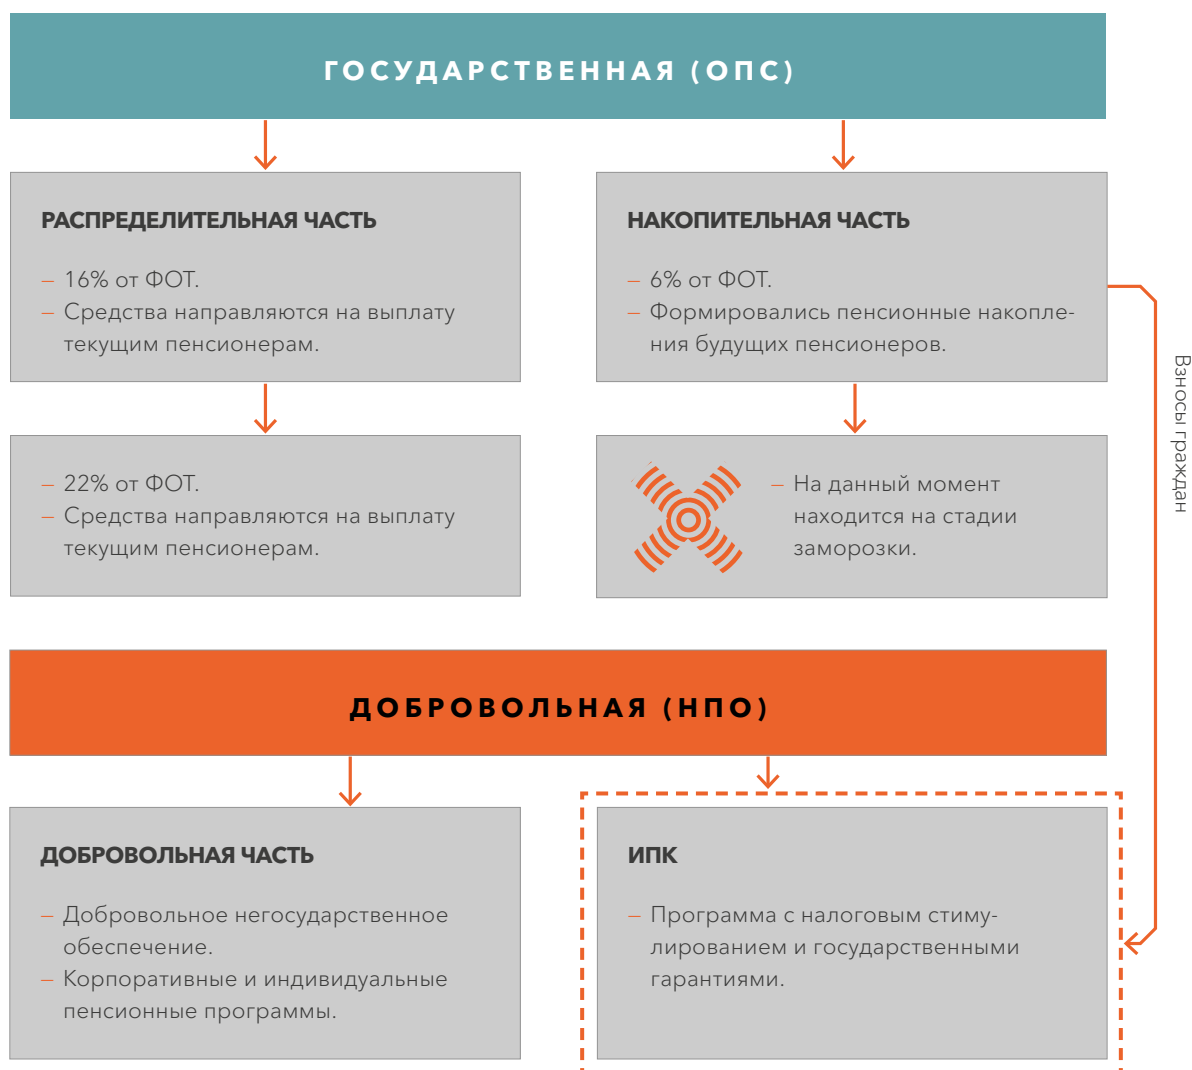 ГОСУДАРСТВЕННАЯ (ОПС)
РАСПРЕДЕЛИТЕЛЬНАЯ ЧАСТЬ
— 16% от ФОТ.
— Средства направляются на выплату
текущим пенсионерам.
НАКОПИТЕЛЬНАЯ ЧАСТЬ
— 6% от ФОТ.
— Формировались пенсионные накопле-
ния будущих пенсионеров.
Взносы граждан
— 22% от ФОТ.
— Средства направляются на выплату
текущим пенсионерам.
— На данный момент
находится на стадии
заморозки.
ДОБРОВОЛЬНАЯ (НПО)
ДОБРОВОЛЬНАЯ ЧАСТЬ
— Добровольное негосударственное
обеспечение.
— Корпоративные и индивидуальные
пенсионные программы.
ИПК
— Программа с налоговым стиму-
лированием и государственными
гарантиями.